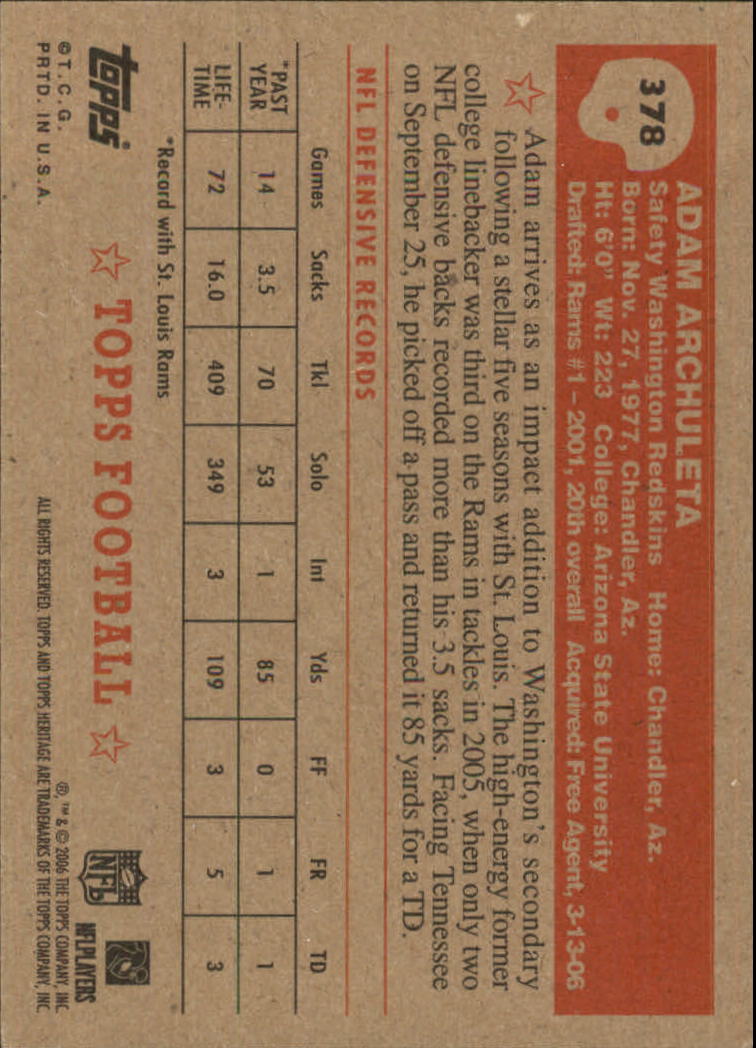 378
ADAM ARCHULETA
Safety Washington Redskins Home: Chandler, Az.
Born: Nov. 27, 1977, Chandler, Az.
Ht: 6'0" Wt: 223 College: Arizona State University
Drafted: Rams #1 – 2001, 20th overall Acquired: Free Agent, 3-13-06
Adam arrives as an impact addition to Washington's secondary
following a stellar five seasons with St. Louis. The high-energy former
college linebacker was third on the Rams in tackles in 2005, when only two
NFL defensive backs recorded more than his 3.5 sacks. Facing Tennessee
on September 25, he picked off a pass and returned it 85 yards for a TD.
NFL DEFENSIVE RECORDS
Games Sacks Tkl Solo Int Yds FF FR TD
*PAST YEAR 14 3.5 70 53 1 85 0 1 1
LIFE-TIME 72 16.0 409 349 3 109 3 5 3
*Record with St. Louis Rams
topps®
©T.C.G.
PRTD. IN U.S.A.
TOPPS FOOTBALL
NFL
NFLPLAYERS
®, ™ & © 2006 THE TOPPS COMPANY, INC
ALL RIGHTS RESERVED. TOPPS AND TOPPS HERITAGE ARE TRADEMARKS OF THE TOPPS COMPANY, INC